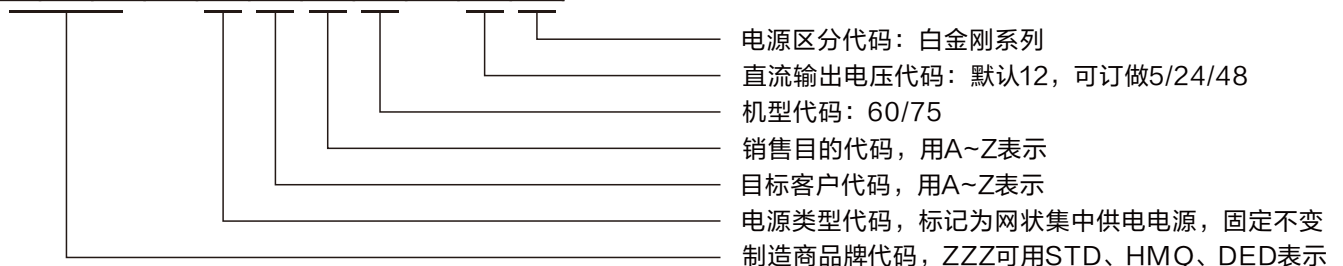 电源区分代码：白金刚系列
直流输出电压代码：默认12，可订做5/24/48
机型代码：60/75
销售目的代码，用A~Z表示
目标客户代码，用A~Z表示
电源类型代码，标记为网状集中供电电源，固定不变
制造商品牌代码，ZZZ可用STD、HMQ、DED表示